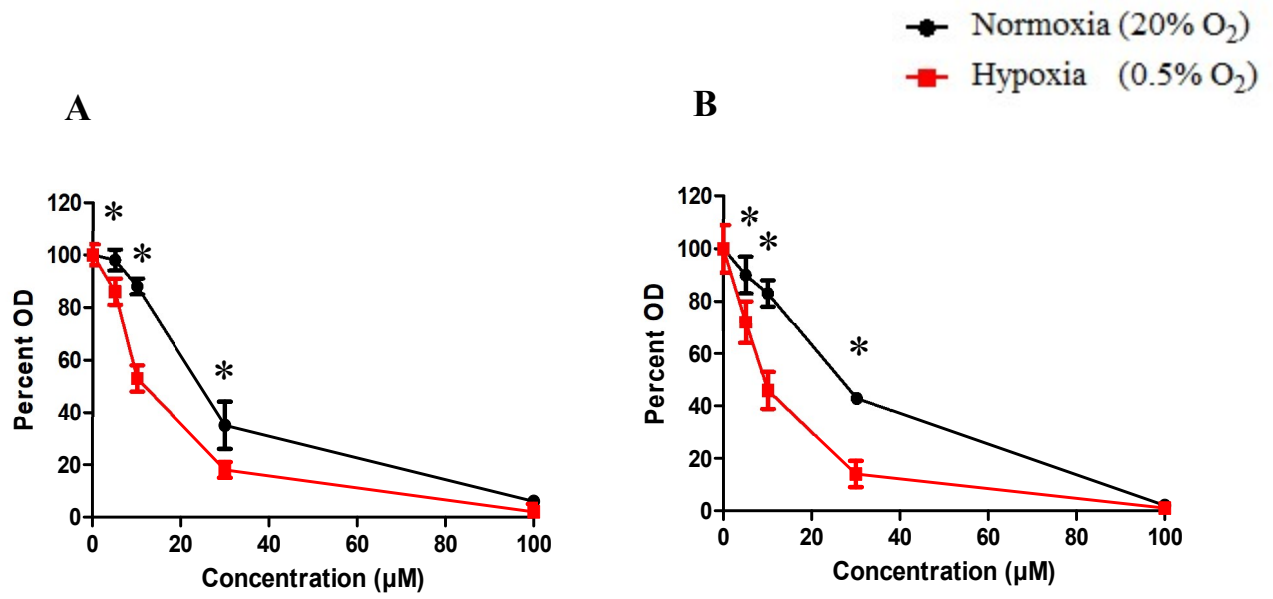 Normoxia (20% O₂)
Hypoxia (0.5% O₂)
A
B
120
100
80
60
40
20
0
Percent OD
* * *
0 20 40 60 80 100
Concentration (µM)
120
100
80
60
40
20
0
Percent OD
* * *
0 20 40 60 80 100
Concentration (µM)